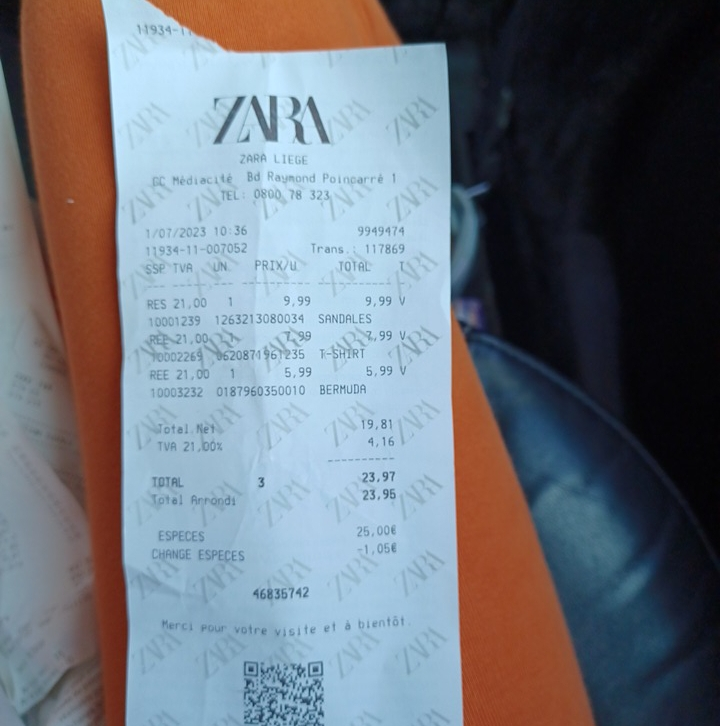 11934-11
ZARA
ZARA LIEGE
CC Médiacité Bd Raymond Poincarré 1
TEL: 0800 78 323
1/07/2023 10:36 9949474
11934-11-007052 Trans.: 117869
SSP TVA UN PRIX/U TOTAL T
RES 21,00 1 9,99 9,99 V
10001239 1263213080034 SANDALES
REE 21,00 1 7,99 7,99 V
10002269 0620871961235 T-SHIRT
REE 21,00 1 5,99 5,99 V
10003232 0187960350010 BERMUDA
Total Net 19,81
TVA 21,00% 4,16
TOTAL 3 23,97
Total Arrondi 23,95
ESPECES 25,00€
CHANGE ESPECES -1,05€
46835742
Merci pour votre visite et à bientôt.